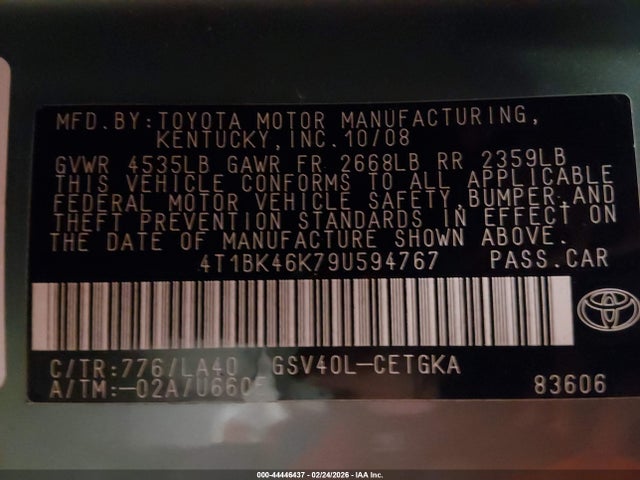 MFD.BY:TOYOTA MOTOR MANUFACTURING,
KENTUCKY,INC.10/08
GVWR 4535LB GAWR FR 2668LB RR 2359LB
THIS VEHICLE CONFORMS TO ALL APPLICABLE
FEDERAL MOTOR VEHICLE SAFETY,BUMPER,AND
THEFT PREVENTION STANDARDS IN EFFECT ON
THE DATE OF MANUFACTURE SHOWN ABOVE.
4T1BK46K79U594767 PASS.CAR
C/TR:776/LA40 GSV40L-CETGKA
A/TM:-02A/U660E 83606
000-44446437 - 02/24/2026 - IAA Inc.